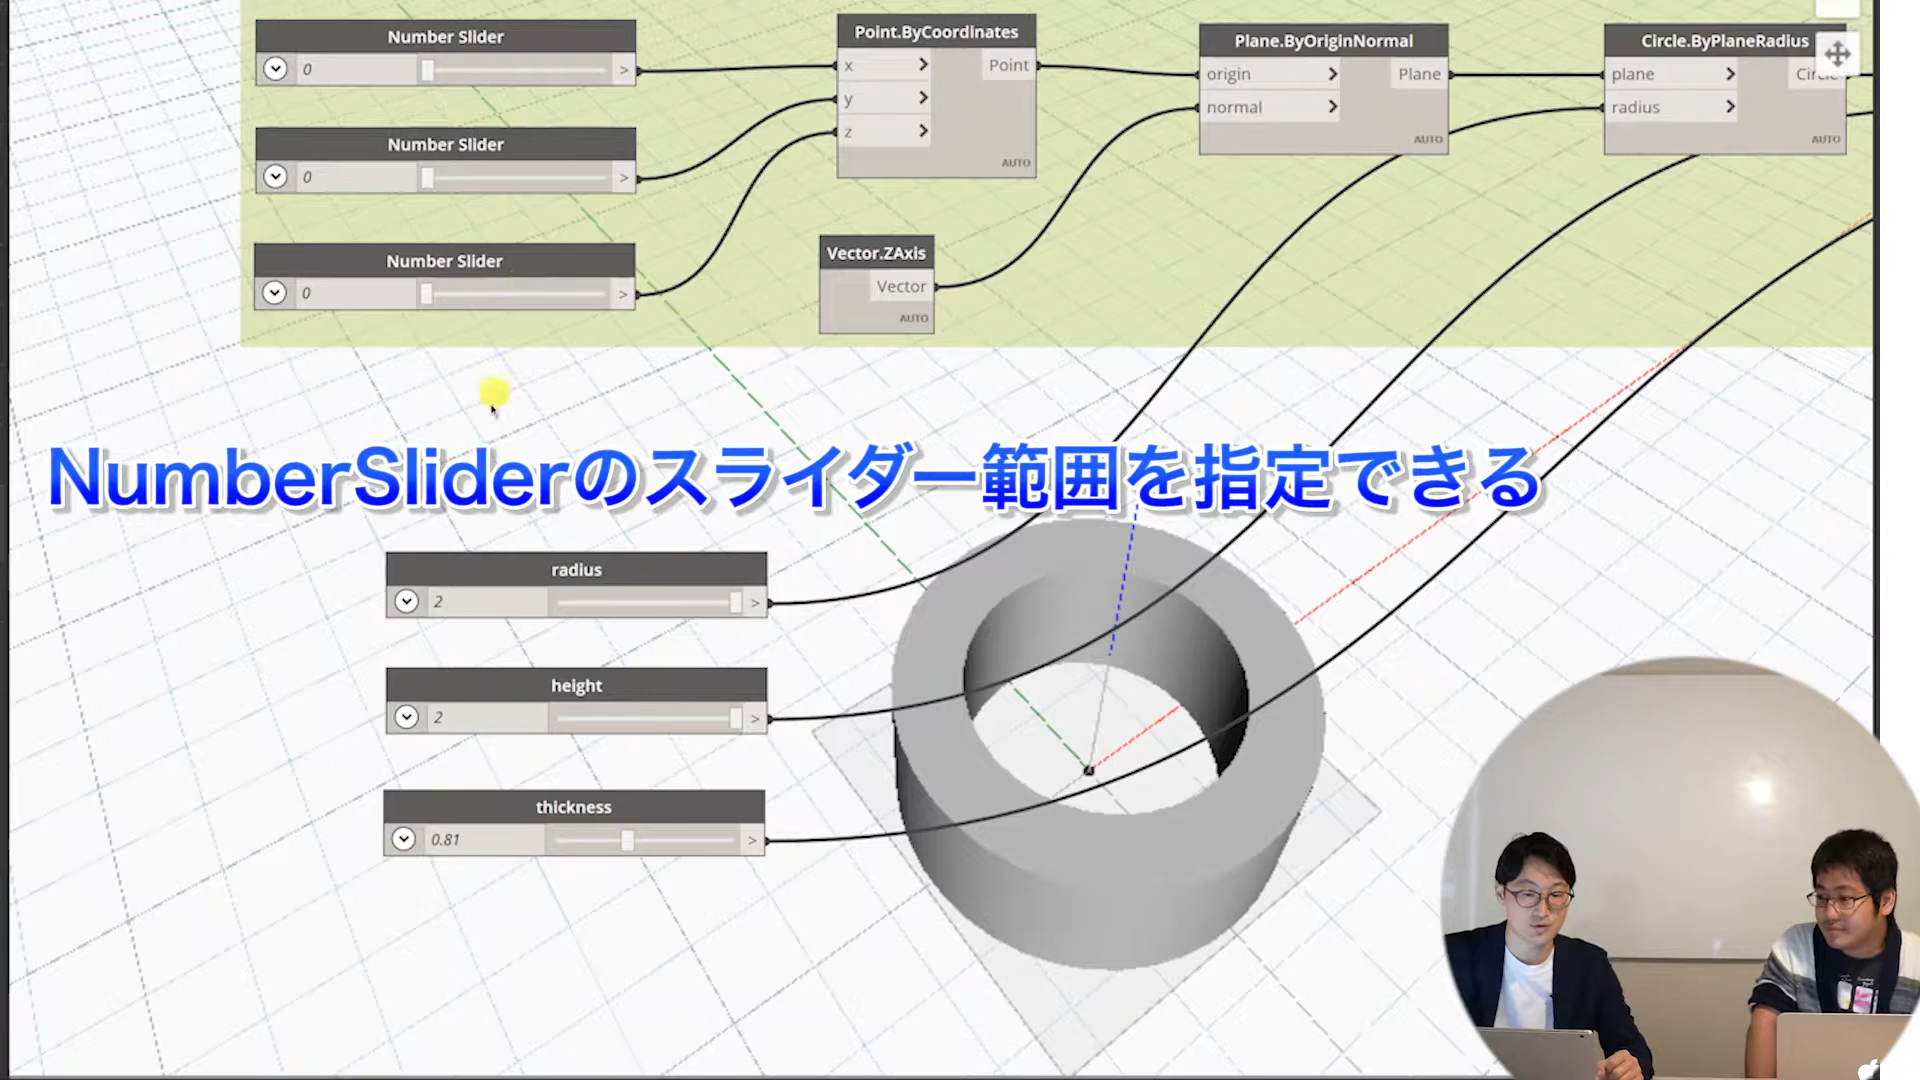 Number Slider
0 >
Number Slider
0 >
Number Slider
0 >
Point.ByCoordinates
x > Point
y >
z >
AUTO
Vector.ZAxis
Vector
AUTO
Plane.ByOriginNormal
origin > Plane
normal >
AUTO
Circle.ByPlaneRadius
plane > Circle
radius >
AUTO
NumberSliderのスライダー範囲を指定できる
radius
2 >
height
2 >
thickness
0.81 >